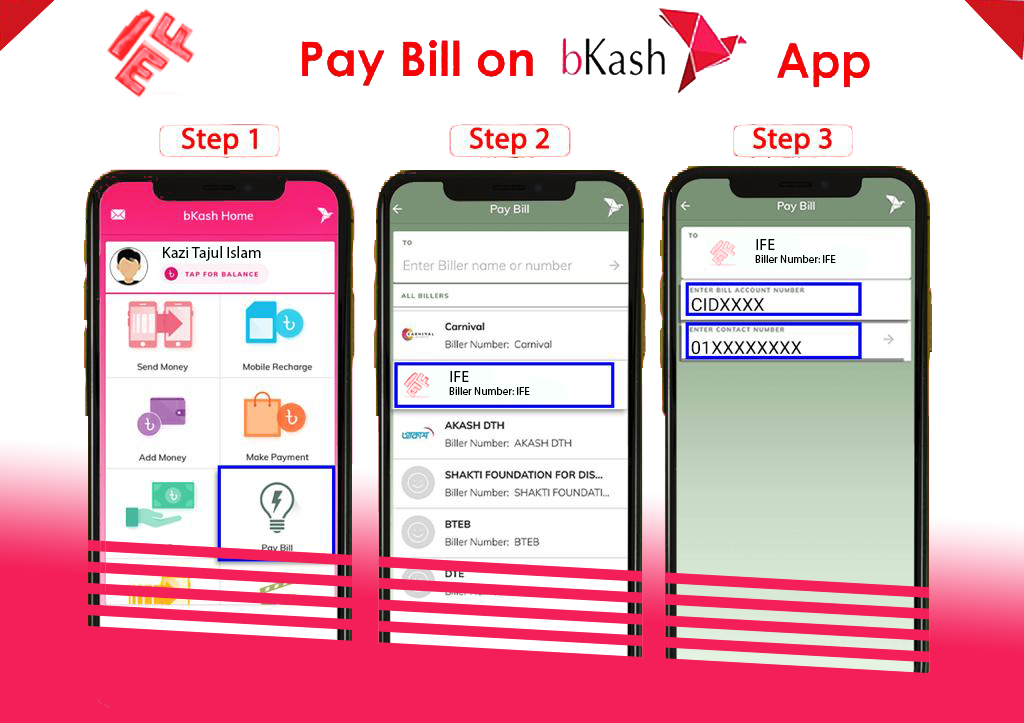 IFE
Pay Bill on bKash App
Step 1
bKash Home
Kazi Tajul Islam
TAP FOR BALANCE
Send Money
Mobile Recharge
Add Money
Make Payment
Pay Bill
Step 2
Pay Bill
TO
Enter Biller name or number
ALL BILLERS
CARNIVAL
Carnival
Biller Number: Carnival
IFE
Biller Number: IFE
আকাশ
AKASH DTH
Biller Number: AKASH DTH
SHAKTI FOUNDATION FOR DIS...
Biller Number: SHAKTI FOUNDATI...
BTEB
Biller Number: BTEB
DTE
Step 3
Pay Bill
TO
IFE
Biller Number: IFE
ENTER BILL ACCOUNT NUMBER
CIDXXXX
ENTER CONTACT NUMBER
01XXXXXXXXX